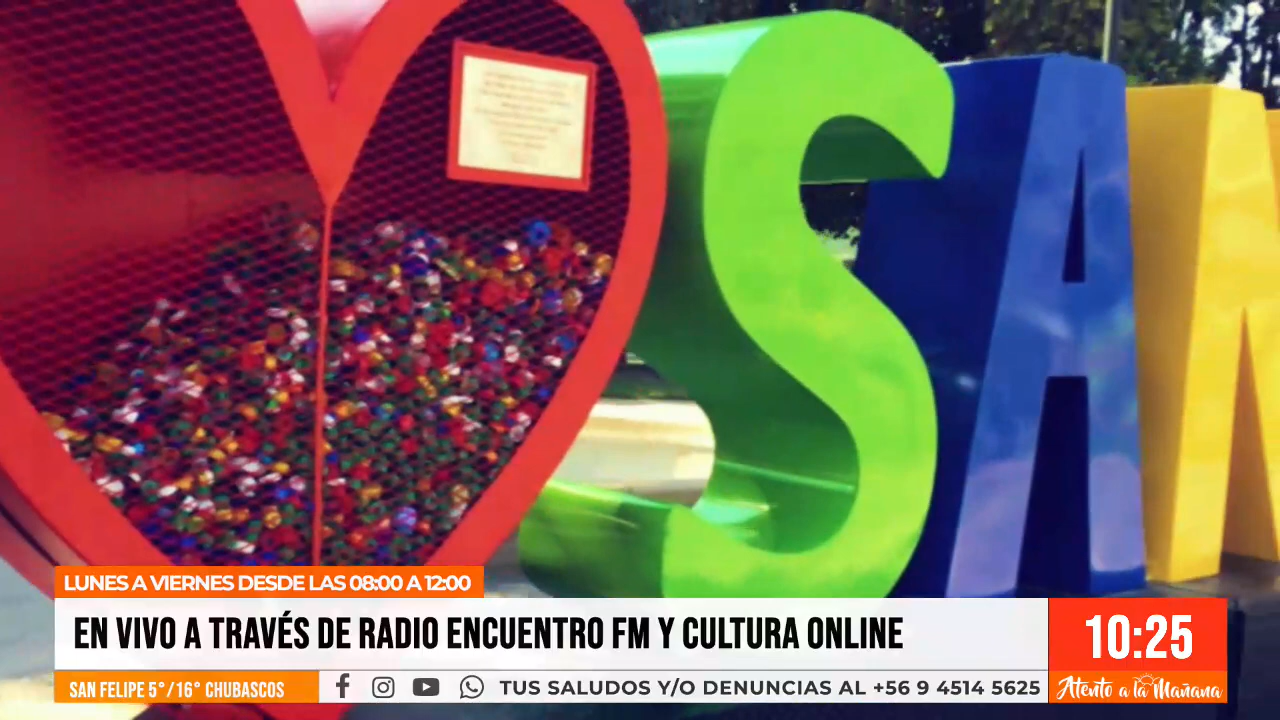 SAN
LUNES A VIERNES DESDE LAS 08:00 A 12:00
EN VIVO A TRAVÉS DE RADIO ENCUENTRO FM Y CULTURA ONLINE
10:25
SAN FELIPE 5°/16° CHUBASCOS
TUS SALUDOS Y/O DENUNCIAS AL +56 9 4514 5625
Atento a la Mañana